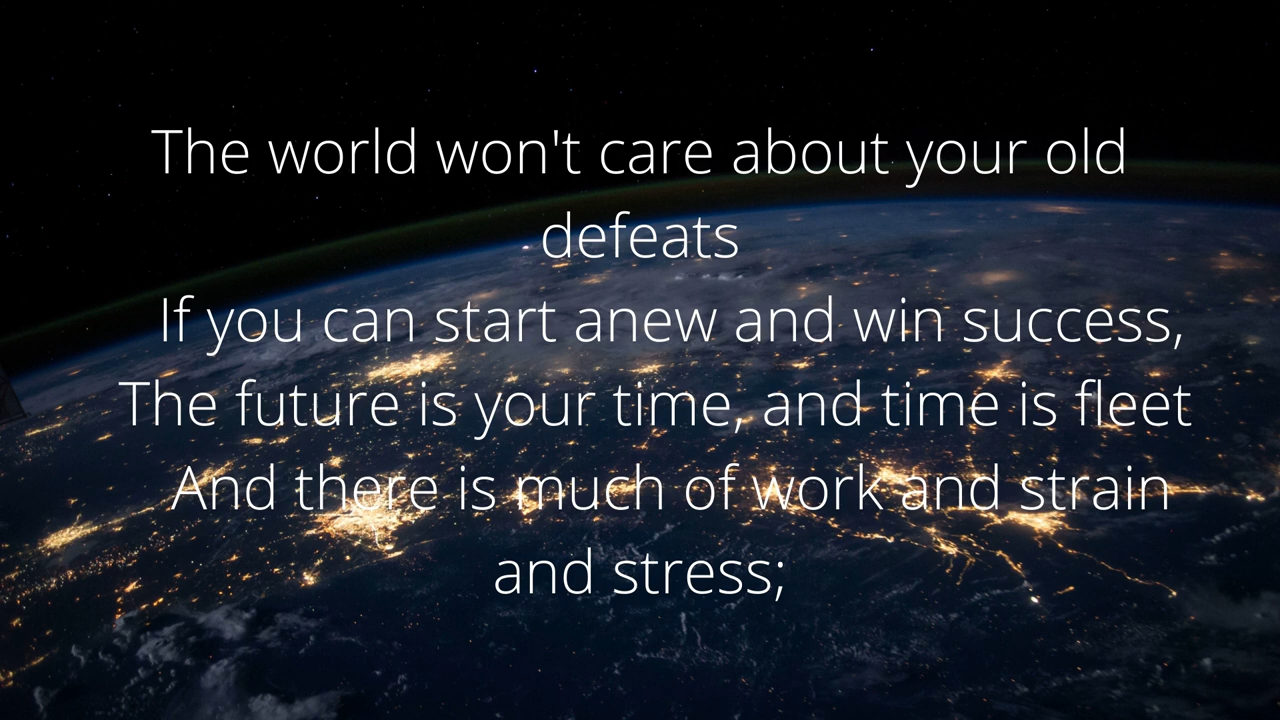 The world won't care about your old
defeats
If you can start anew and win success,
The future is your time, and time is fleet
And there is much of work and strain
and stress;